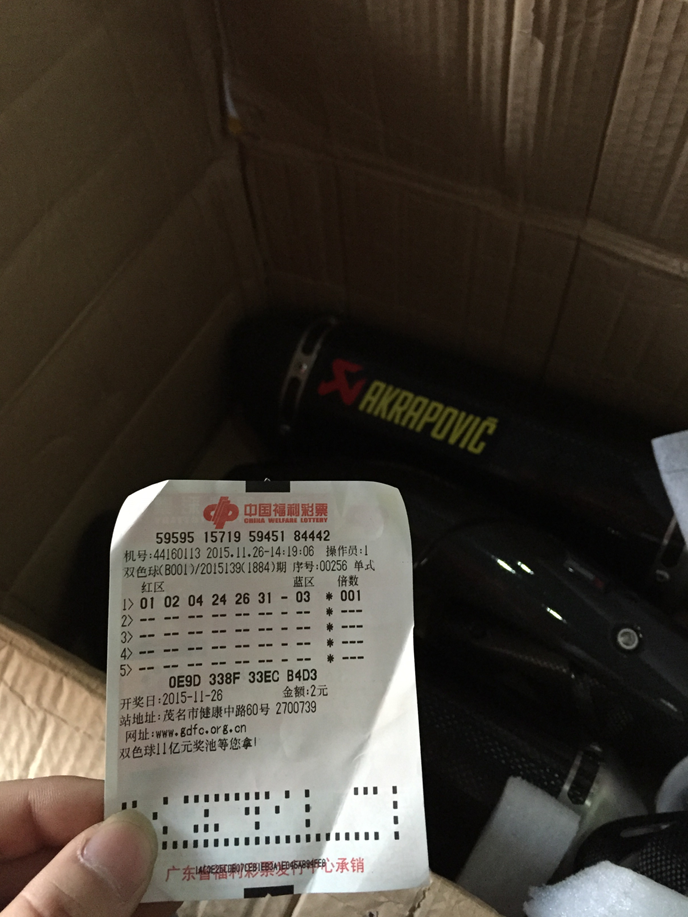 AKRAPOVIČ
中国福利彩票
CHINA WELFARE LOTTERY
59595 15719 59451 84442
机号:44160113 2015.11.26-14:19:06 操作员:1
双色球(B001)/2015139(1884)期 序号:00256 单式
红区 蓝区 倍数
1> 01 02 04 24 26 31 - 03 * 001
2> -- -- -- -- -- -- - -- * ---
3> -- -- -- -- -- -- - -- * ---
4> -- -- -- -- -- -- - -- * ---
5> -- -- -- -- -- -- - -- * ---
0E9D 338F 33EC B4D3
开奖日:2015-11-26 金额:2元
站地址:茂名市健康中路60号 2700739
网址:www.gdfc.org.cn
双色球11亿元奖池等您拿!
广东省福利彩票发行中心承销